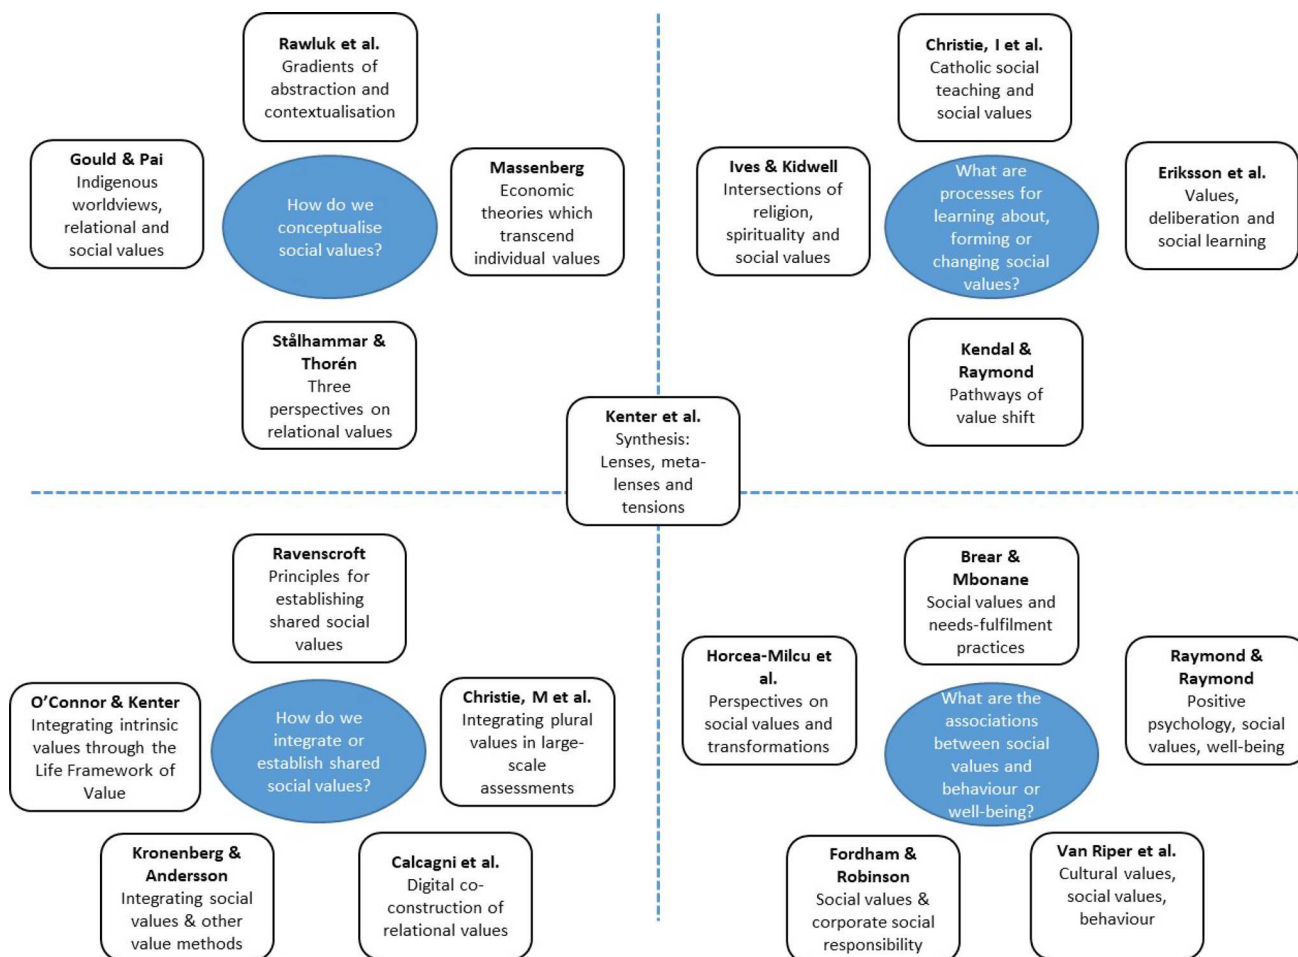 Rawluk et al.
Gradients of
abstraction and
contextualisation
Gould & Pai
Indigenous
worldviews,
relational and
social values
How do we
conceptualise
social values?
Massenberg
Economic
theories which
transcend
individual values
Stålhammar &
Thorén
Three
perspectives on
relational values
Christie, I et al.
Catholic social
teaching and
social values
Ives & Kidwell
Intersections of
religion,
spirituality and
social values
What are
processes for
learning about,
forming or
changing social
values?
Eriksson et al.
Values,
deliberation and
social learning
Kendal &
Raymond
Pathways of
value shift
Kenter et al.
Synthesis:
Lenses, meta-
lenses and
tensions
Ravenscroft
Principles for
establishing
shared social
values
O’Connor & Kenter
Integrating intrinsic
values through the
Life Framework of
Value
How do we
integrate or
establish shared
social values?
Christie, M et al.
Integrating plural
values in large-
scale
assessments
Kronenberg &
Andersson
Integrating social
values & other
value methods
Calcagni et al.
Digital co-
construction of
relational values
Brear &
Mbonane
Social values and
needs-fulfilment
practices
Horcea-Milcu et
al.
Perspectives on
social values and
transformations
What are the
associations
between social
values and
behaviour or
well-being?
Raymond &
Raymond
Positive
psychology, social
values, well-being
Fordham &
Robinson
Social values &
corporate social
responsibility
Van Riper et al.
Cultural values,
social values,
behaviour